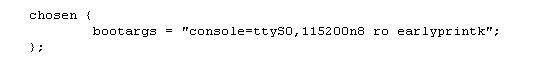 chosen {
bootargs = "console=ttyS0,115200n8 ro earlyprintk";
};